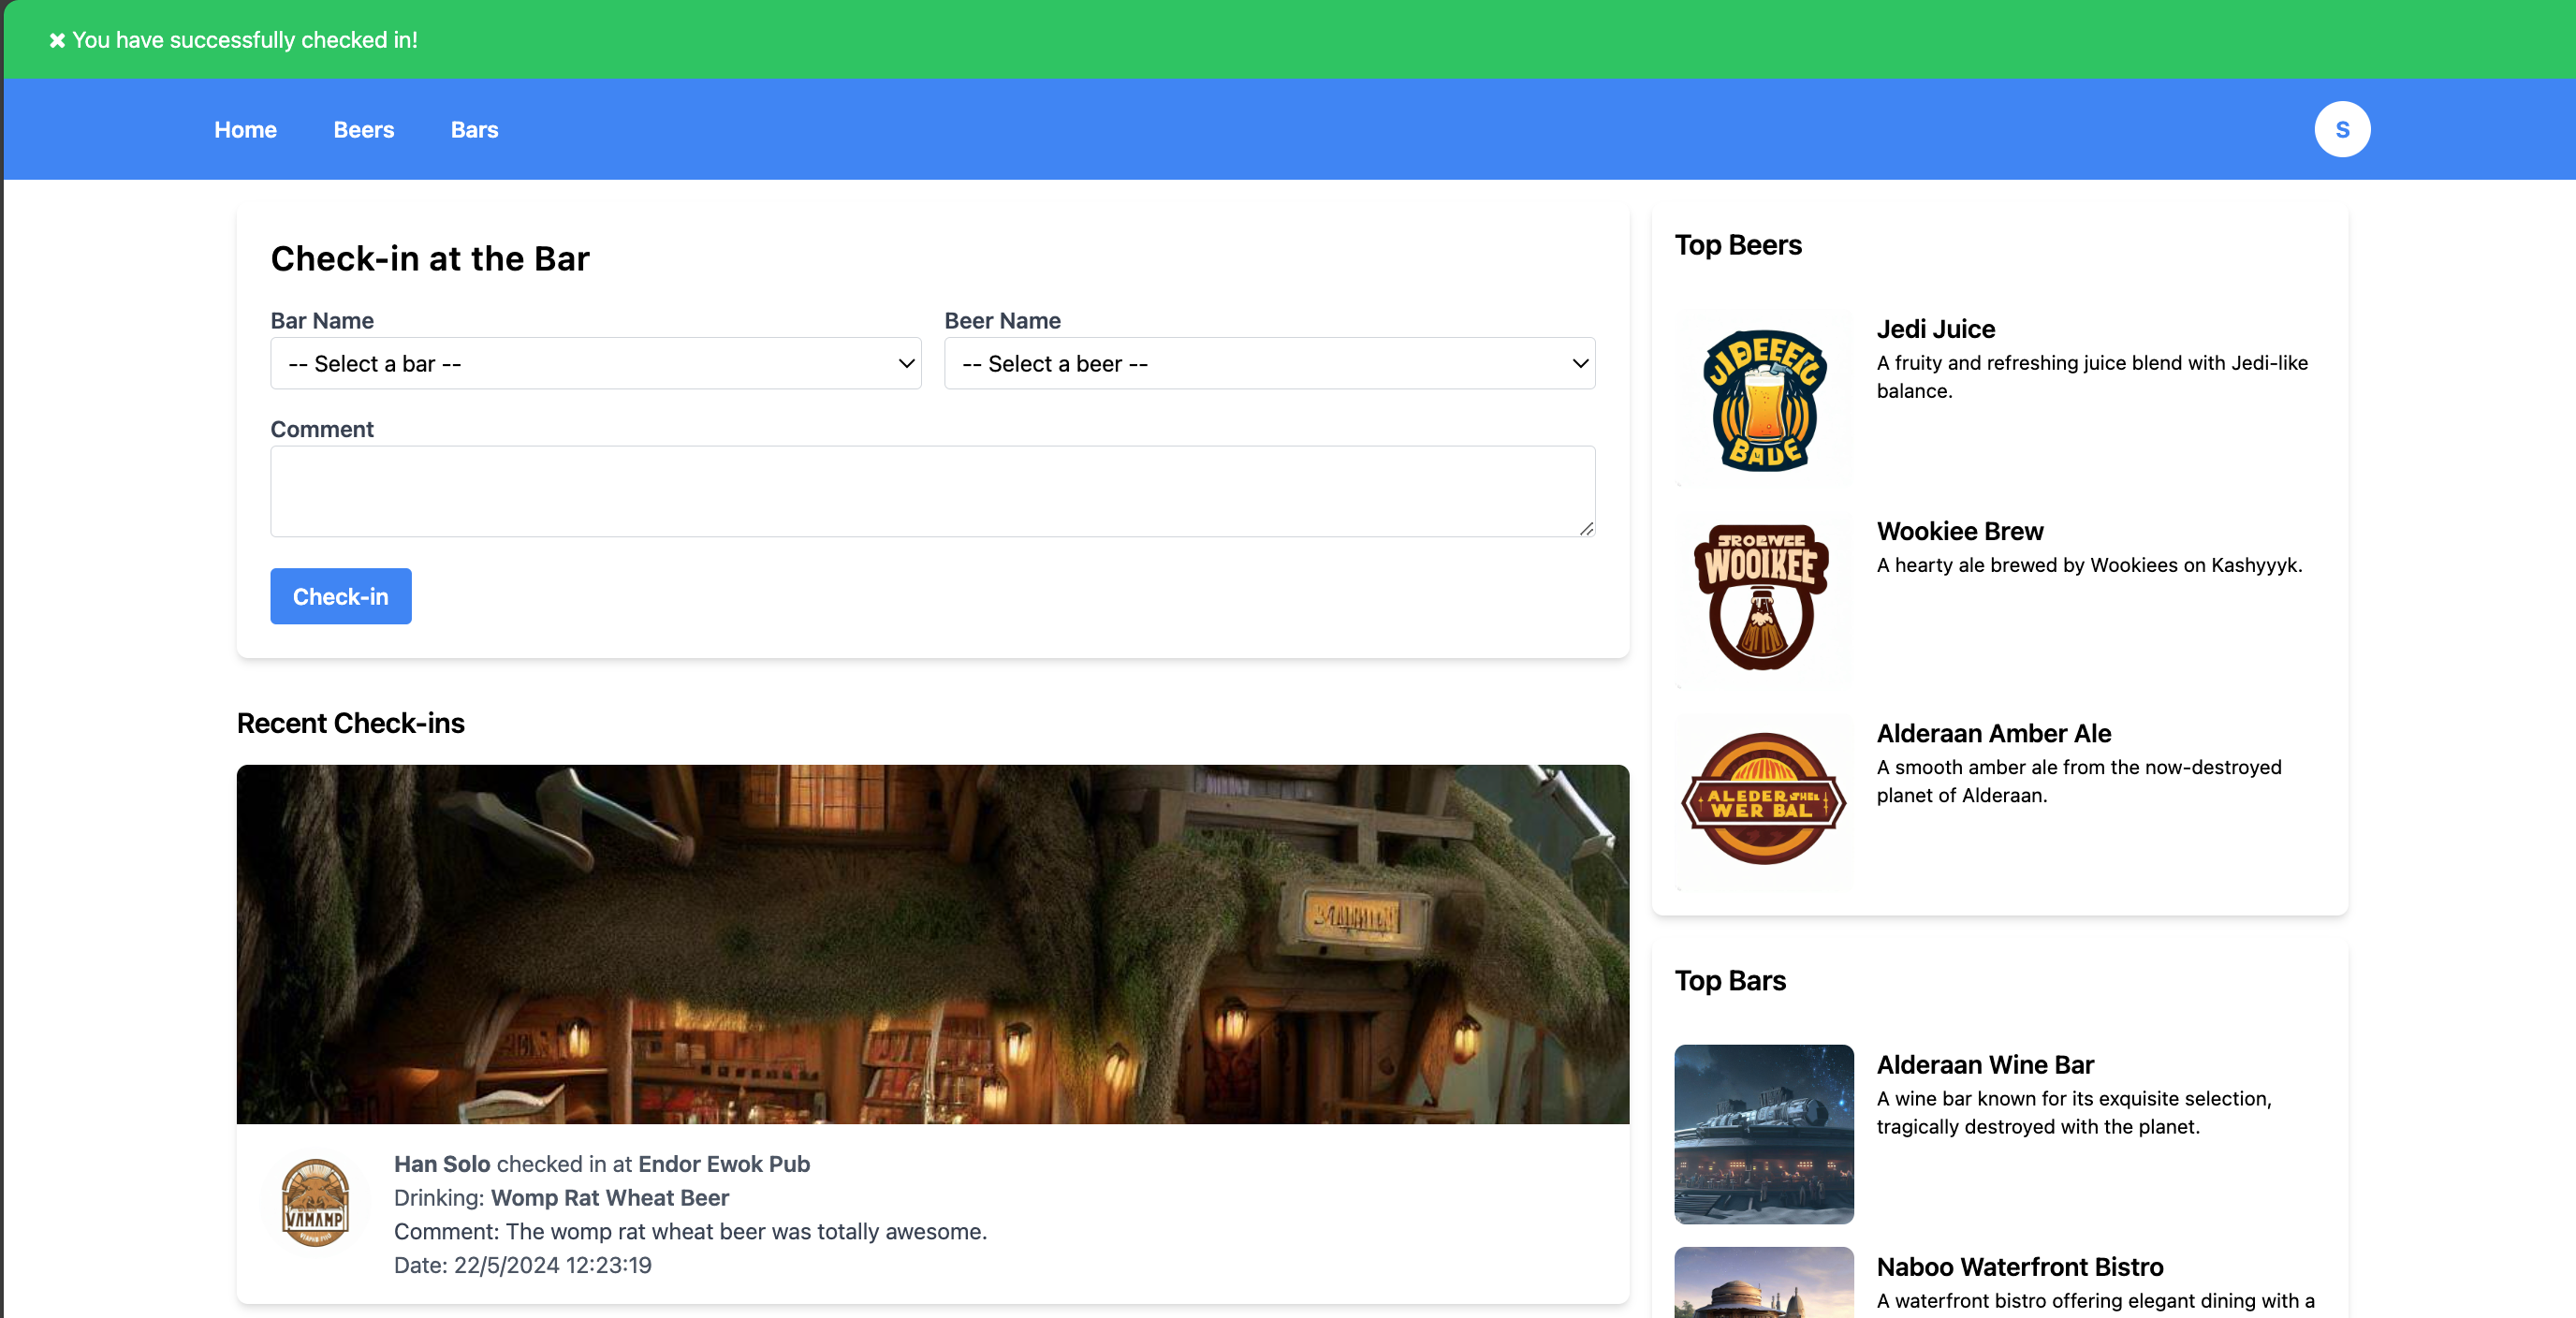 ✖ You have successfully checked in!
Home Beers Bars
S
Check-in at the Bar
Bar Name Beer Name
-- Select a bar -- -- Select a beer --
Comment
Check-in
Recent Check-ins
VAMAMP
Han Solo checked in at Endor Ewok Pub
Drinking: Womp Rat Wheat Beer
Comment: The womp rat wheat beer was totally awesome.
Date: 22/5/2024 12:23:19
Top Beers
JIDEEEC
BADE
Jedi Juice
A fruity and refreshing juice blend with Jedi-like
balance.
SROEWEE
WOOIKEE
Wookiee Brew
A hearty ale brewed by Wookiees on Kashyyyk.
ALEDER
WER BAL
Alderaan Amber Ale
A smooth amber ale from the now-destroyed
planet of Alderaan.
Top Bars
Alderaan Wine Bar
A wine bar known for its exquisite selection,
tragically destroyed with the planet.
Naboo Waterfront Bistro
A waterfront bistro offering elegant dining with a